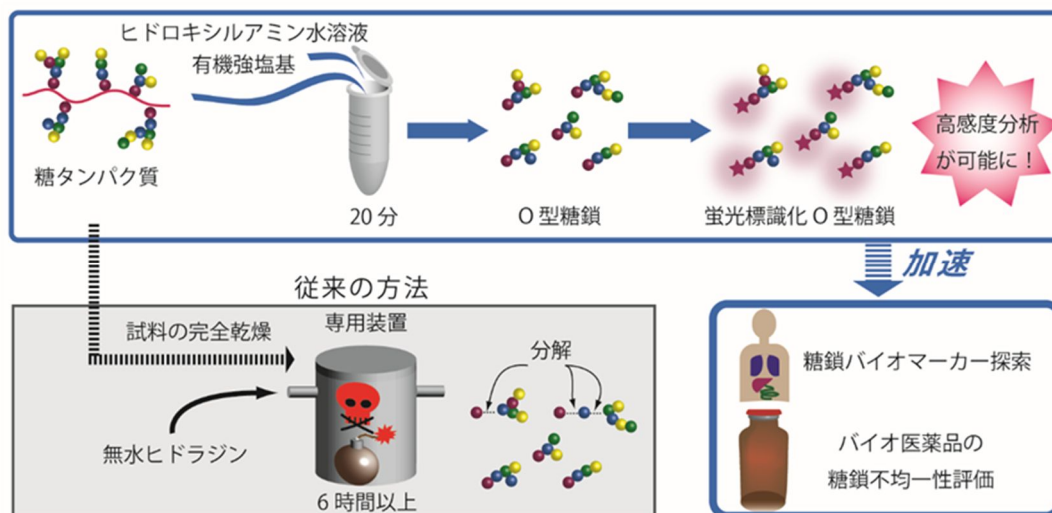 ヒドロキシルアミン水溶液
有機強塩基
糖タンパク質
20 分
O 型糖鎖
蛍光標識化 O 型糖鎖
高感度分析
が可能に！
加速
従来の方法
試料の完全乾燥
専用装置
分解
無水ヒドラジン
6 時間以上
糖鎖バイオマーカー探索
バイオ医薬品の
糖鎖不均一性評価